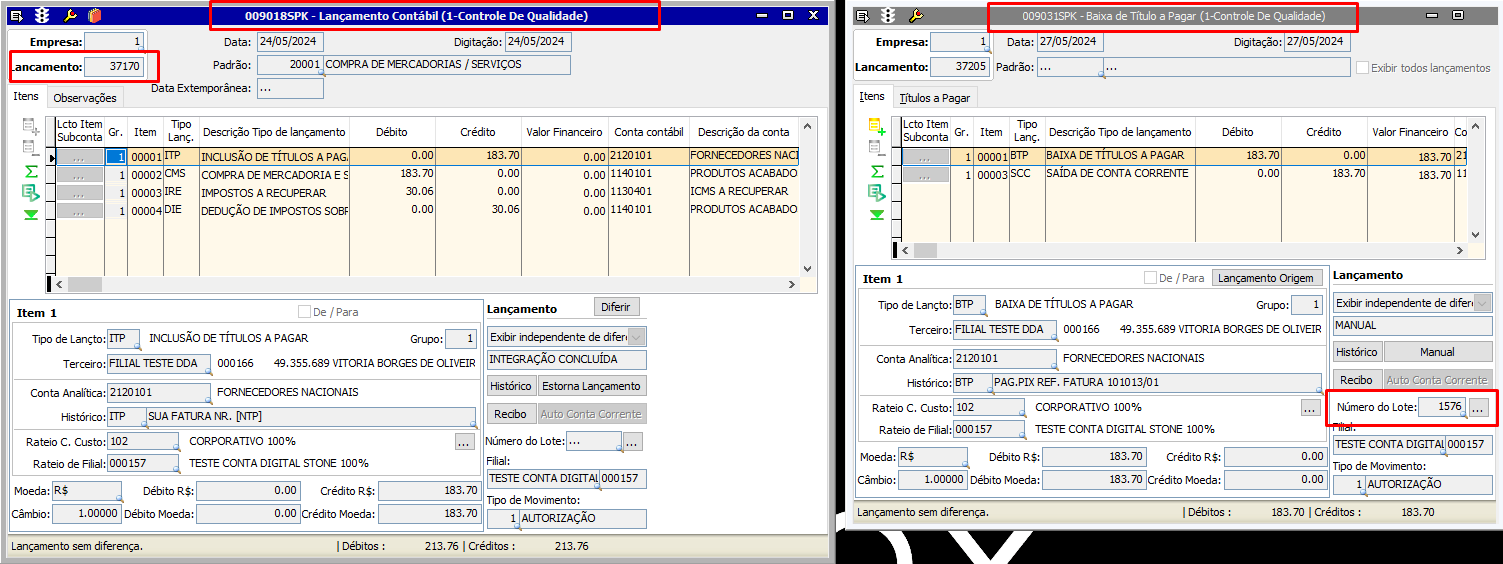 009018SPK - Lançamento Contábil (1-Controle De Qualidade)
Empresa: 1 Data: 24/05/2024 Digitação: 24/05/2024
Lancamento: 37170 Padrão: 20001 COMPRA DE MERCADORIAS / SERVIÇOS
Data Extemporânea: ...
Itens Observações
Lcto Item Subconta Gr. Item Tipo Lanç. Descrição Tipo de lançamento Débito Crédito Valor Financeiro Conta contábil Descrição da conta
... 1 00001 ITP INCLUSÃO DE TÍTULOS A PAG 0.00 183.70 0.00 2120101 FORNECEDORES NACI
... 1 00002 CMS COMPRA DE MERCADORIA E S 183.70 0.00 0.00 1140101 PRODUTOS ACABADO
... 1 00003 IRE IMPOSTOS A RECUPERAR 30.06 0.00 0.00 1130401 ICMS A RECUPERAR
... 1 00004 DIE DEDUÇÃO DE IMPOSTOS SOBR 0.00 30.06 0.00 1140101 PRODUTOS ACABADO
Item 1 De / Para
Tipo de Lançto: ITP INCLUSÃO DE TÍTULOS A PAGAR Grupo: 1
Terceiro: FILIAL TESTE DDA 000166 49.355.689 VITORIA BORGES DE OLIVEIR
Conta Analítica: 2120101 FORNECEDORES NACIONAIS
Histórico: ITP SUA FATURA NR. [NTP]
Rateio C. Custo: 102 CORPORATIVO 100% ...
Rateio de Filial: 000157 TESTE CONTA DIGITAL STONE 100%
Moeda: R$ Débito R$: 0.00 Crédito R$: 183.70
Câmbio: 1.00000 Débito Moeda: 0.00 Crédito Moeda: 183.70
Lançamento Diferir
Exibir independente de difere
INTEGRAÇÃO CONCLUÍDA
Histórico Estorna Lançamento
Recibo Auto Conta Corrente
Número do Lote: ... ...
Filial:
TESTE CONTA DIGITAL 000157
Tipo de Movimento:
1 AUTORIZAÇÃO
Lançamento sem diferença. | Débitos : 213.76 | Créditos : 213.76
009031SPK - Baixa de Título a Pagar (1-Controle De Qualidade)
Empresa: 1 Data: 27/05/2024 Digitação: 27/05/2024
Lancamento: 37205 Padrão: ... ... Exibir todos lançamentos
Itens Títulos a Pagar
Lcto Item Subconta Gr. Item Tipo Lanç. Descrição Tipo de lançamento Débito Crédito Valor Financeiro Co
... 1 00001 BTP BAIXA DE TÍTULOS A PAGAR 183.70 0.00 183.70 21
... 1 00003 SCC SAÍDA DE CONTA CORRENTE 0.00 183.70 183.70 11
Item 1 De / Para Lançamento Origem
Tipo de Lançto: BTP BAIXA DE TÍTULOS A PAGAR Grupo: 1
Terceiro: FILIAL TESTE DDA 000166 49.355.689 VITORIA BORGES DE OLIVEIR
Conta Analítica: 2120101 FORNECEDORES NACIONAIS
Histórico: BTP PAG.PIX REF. FATURA 101013/01
Rateio C. Custo: 102 CORPORATIVO 100% ...
Rateio de Filial: 000157 TESTE CONTA DIGITAL STONE 100%
Moeda: R$ Débito R$: 183.70 Crédito R$: 0.00
Câmbio: 1.00000 Débito Moeda: 183.70 Crédito Moeda: 0.00
Lançamento
Exibir independente de difere
MANUAL
Histórico Manual
Recibo Auto Conta Corrente
Número do Lote: 1576 ...
Filial:
TESTE CONTA DIGITAL 000157
Tipo de Movimento:
1 AUTORIZAÇÃO
Lançamento sem diferença. | Débitos : 183.70 | Créditos : 183.70